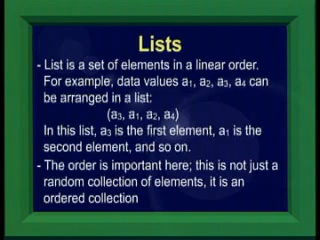 Lists
- List is a set of elements in a linear order.
For example, data values a₁, a₂, a₃, a₄ can
be arranged in a list:
(a₃, a₁, a₂, a₄)
In this list, a₃ is the first element, a₁ is the
second element, and so on.
- The order is important here; this is not just a
random collection of elements, it is an
ordered collection